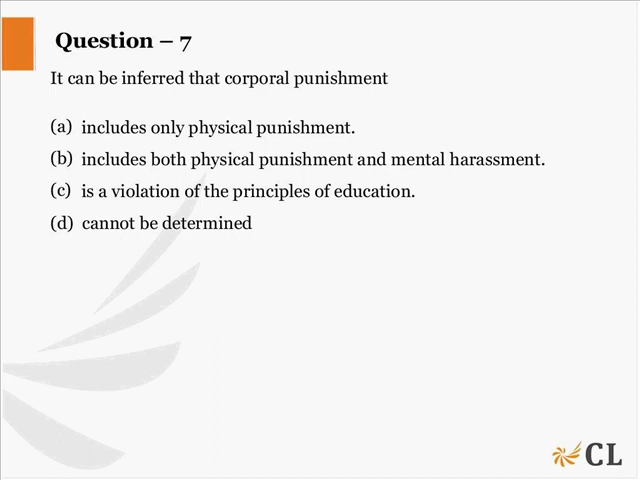 Question – 7
It can be inferred that corporal punishment
(a) includes only physical punishment.
(b) includes both physical punishment and mental harassment.
(c) is a violation of the principles of education.
(d) cannot be determined
CL